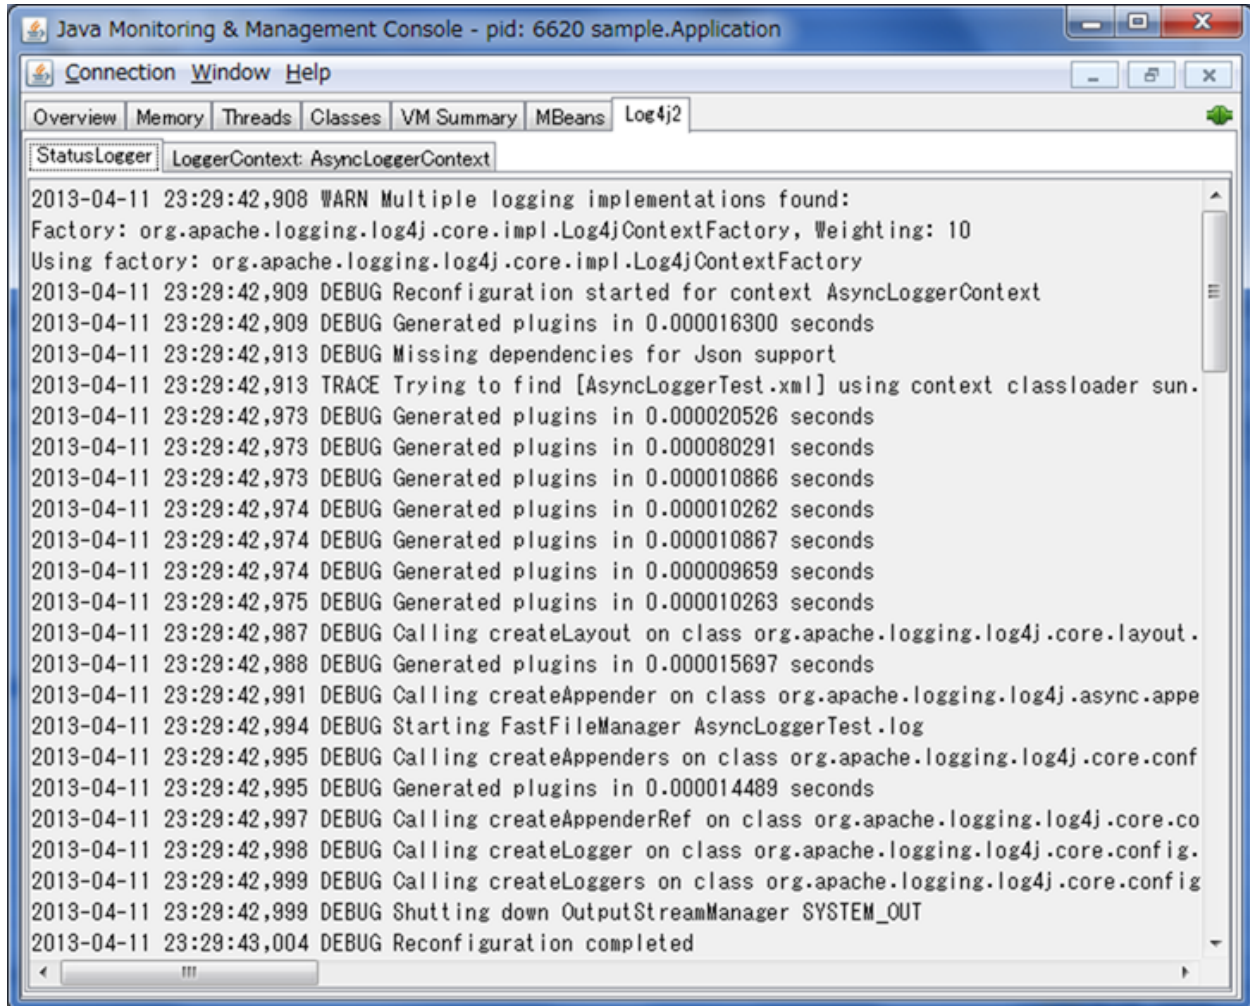 Java Monitoring & Management Console - pid: 6620 sample.Application
Connection Window Help
Overview Memory Threads Classes VM Summary MBeans Log4j2
StatusLogger LoggerContext: AsyncLoggerContext
2013-04-11 23:29:42,908 WARN Multiple logging implementations found:
Factory: org.apache.logging.log4j.core.impl.Log4jContextFactory, Weighting: 10
Using factory: org.apache.logging.log4j.core.impl.Log4jContextFactory
2013-04-11 23:29:42,909 DEBUG Reconfiguration started for context AsyncLoggerContext
2013-04-11 23:29:42,909 DEBUG Generated plugins in 0.000016300 seconds
2013-04-11 23:29:42,913 DEBUG Missing dependencies for Json support
2013-04-11 23:29:42,913 TRACE Trying to find [AsyncLoggerTest.xml] using context classloader sun.
2013-04-11 23:29:42,973 DEBUG Generated plugins in 0.000020526 seconds
2013-04-11 23:29:42,973 DEBUG Generated plugins in 0.000080291 seconds
2013-04-11 23:29:42,973 DEBUG Generated plugins in 0.000010866 seconds
2013-04-11 23:29:42,974 DEBUG Generated plugins in 0.000010262 seconds
2013-04-11 23:29:42,974 DEBUG Generated plugins in 0.000010867 seconds
2013-04-11 23:29:42,974 DEBUG Generated plugins in 0.000009659 seconds
2013-04-11 23:29:42,975 DEBUG Generated plugins in 0.000010263 seconds
2013-04-11 23:29:42,987 DEBUG Calling createLayout on class org.apache.logging.log4j.core.layout.
2013-04-11 23:29:42,988 DEBUG Generated plugins in 0.000015697 seconds
2013-04-11 23:29:42,991 DEBUG Calling createAppender on class org.apache.logging.log4j.async.appe
2013-04-11 23:29:42,994 DEBUG Starting FastFileManager AsyncLoggerTest.log
2013-04-11 23:29:42,995 DEBUG Calling createAppenders on class org.apache.logging.log4j.core.conf
2013-04-11 23:29:42,995 DEBUG Generated plugins in 0.000014489 seconds
2013-04-11 23:29:42,997 DEBUG Calling createAppenderRef on class org.apache.logging.log4j.core.co
2013-04-11 23:29:42,998 DEBUG Calling createLogger on class org.apache.logging.log4j.core.config.
2013-04-11 23:29:42,999 DEBUG Calling createLoggers on class org.apache.logging.log4j.core.config
2013-04-11 23:29:42,999 DEBUG Shutting down OutputStreamManager SYSTEM_OUT
2013-04-11 23:29:43,004 DEBUG Reconfiguration completed